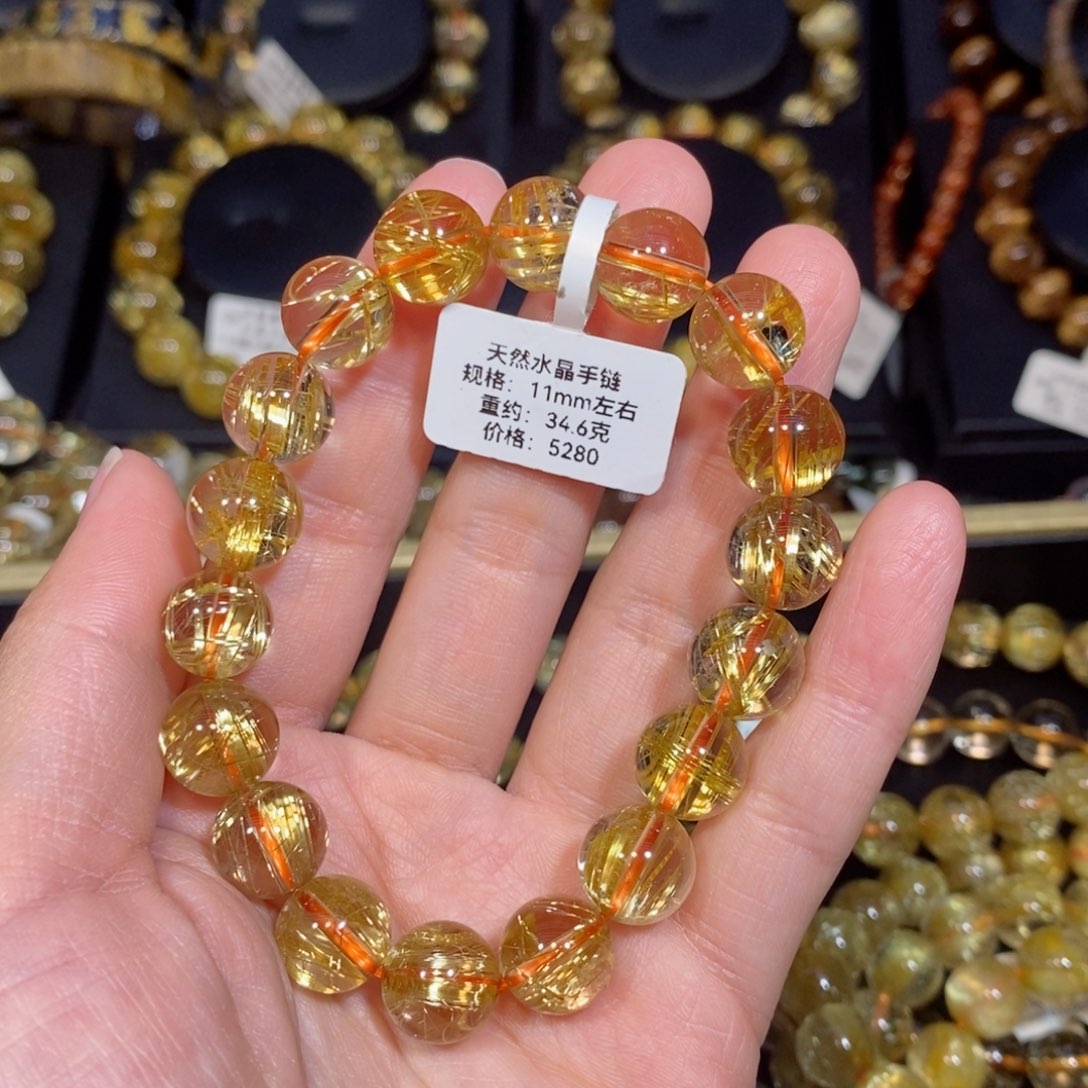 天然水晶手链
规格：11mm左右
重约：34.6克
价格：5280